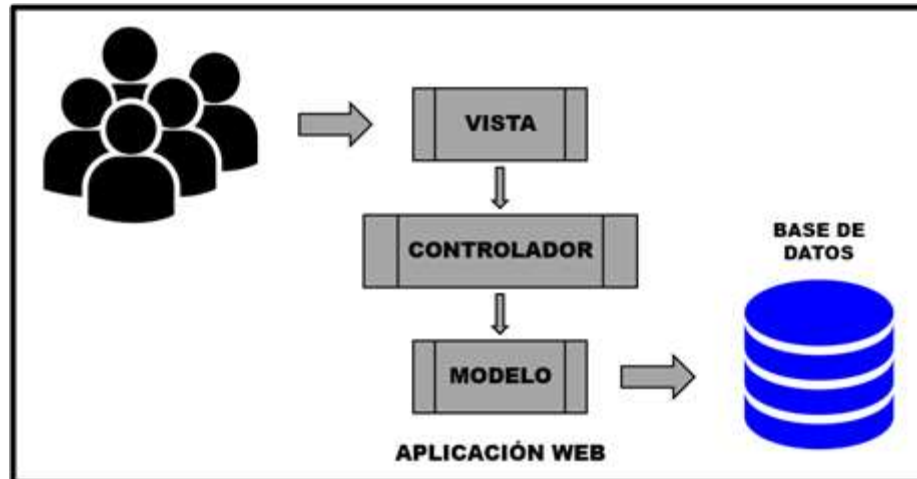 VISTA
CONTROLADOR
BASE DE
DATOS
MODELO
APLICACIÓN WEB